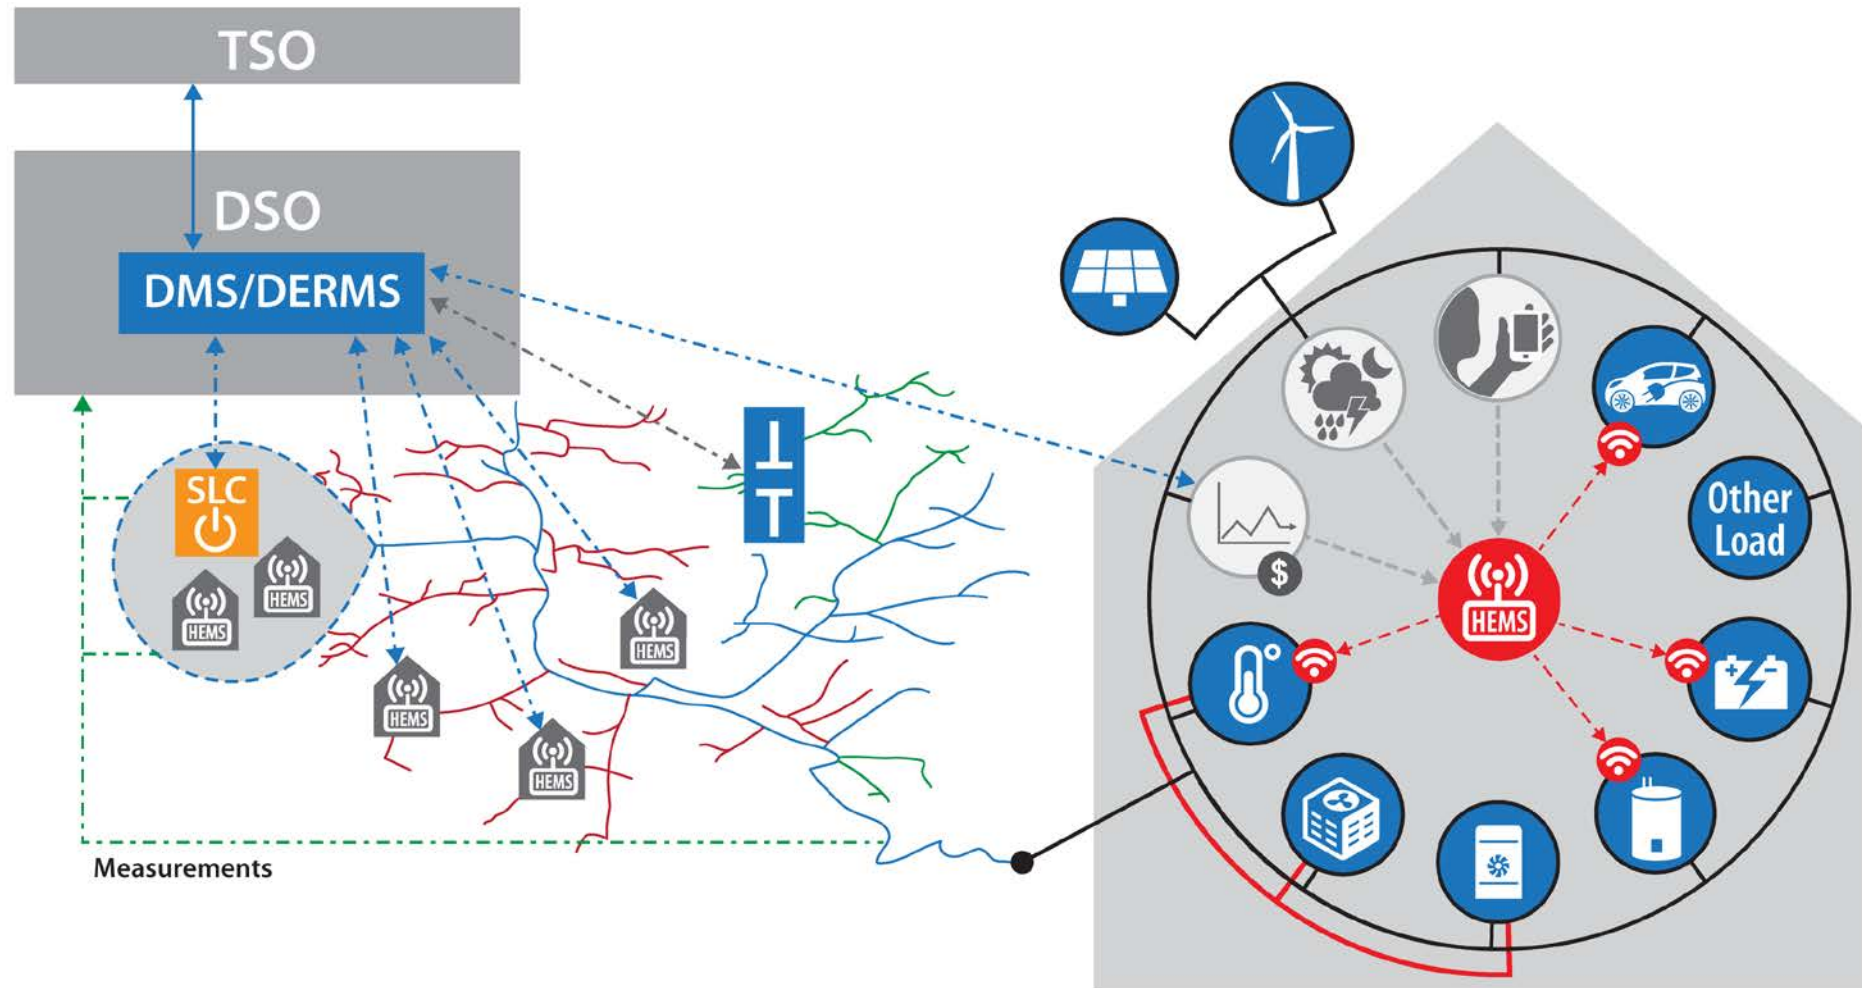 TSO
DSO
DMS/DERMS
SLC
HEMS
HEMS
HEMS
HEMS
HEMS
Measurements
$
Other
Load
HEMS